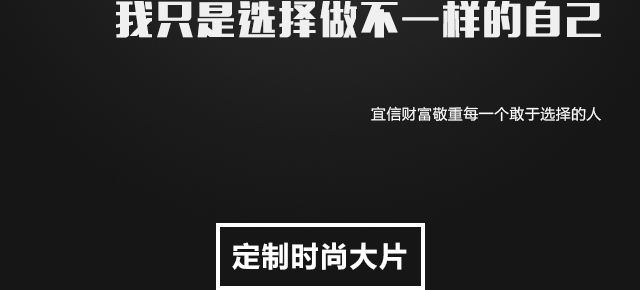 我只是选择做不一样的自己
宜信财富敬重每一个敢于选择的人
定制时尚大片